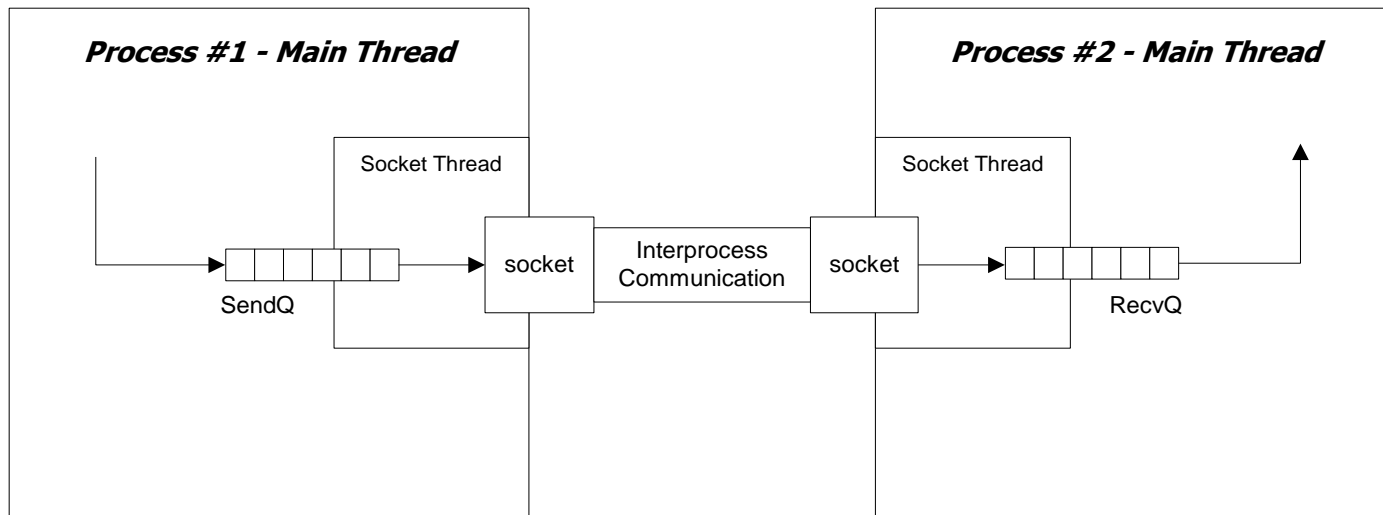 Process #1 - Main Thread
Process #2 - Main Thread
Socket Thread
Socket Thread
socket
Interprocess
Communication
socket
SendQ
RecvQ